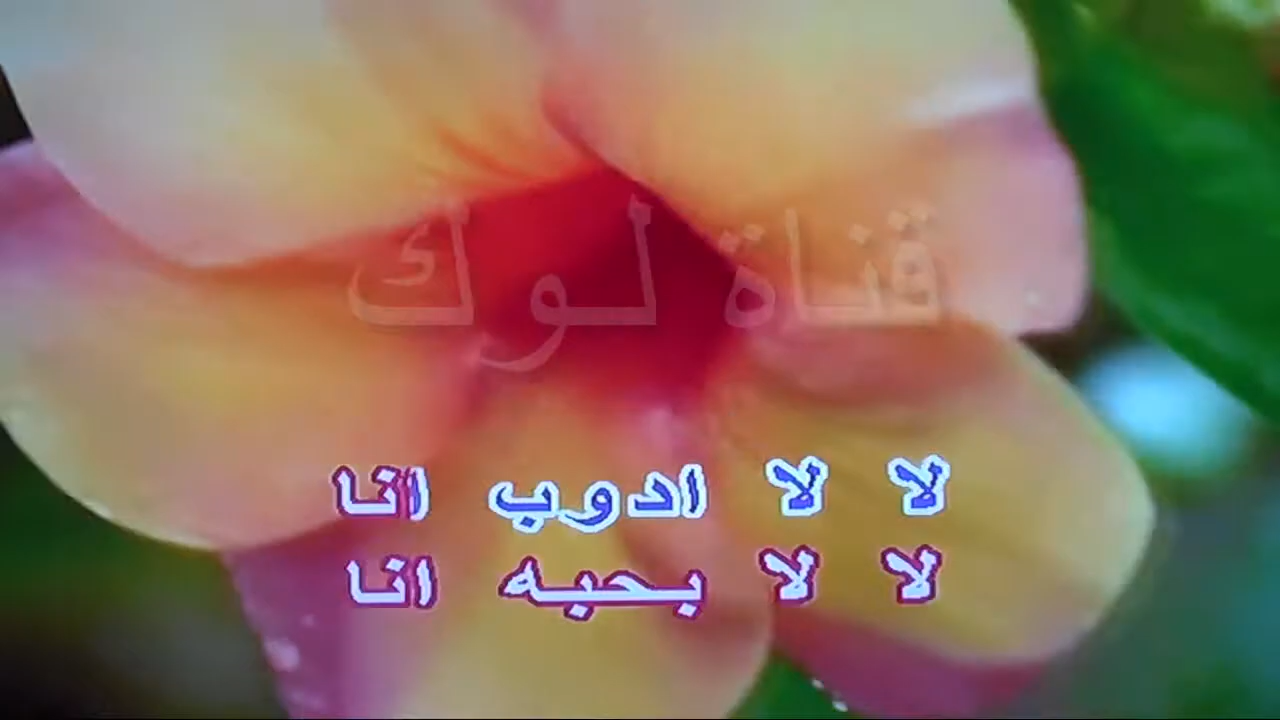 قناة لوك
لا لا ادوب انا
لا لا بحبه انا